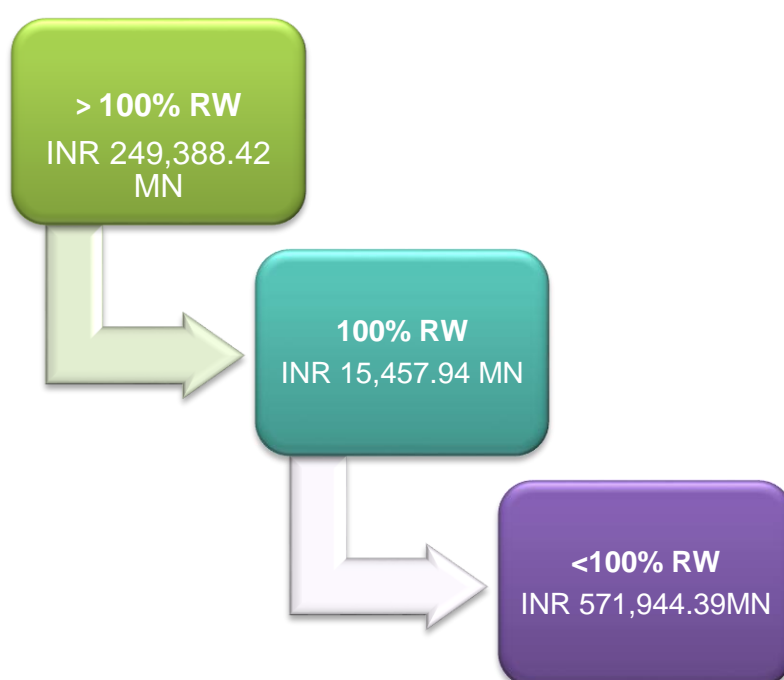 > 100% RW
INR 249,388.42
MN
100% RW
INR 15,457.94 MN
<100% RW
INR 571,944.39MN